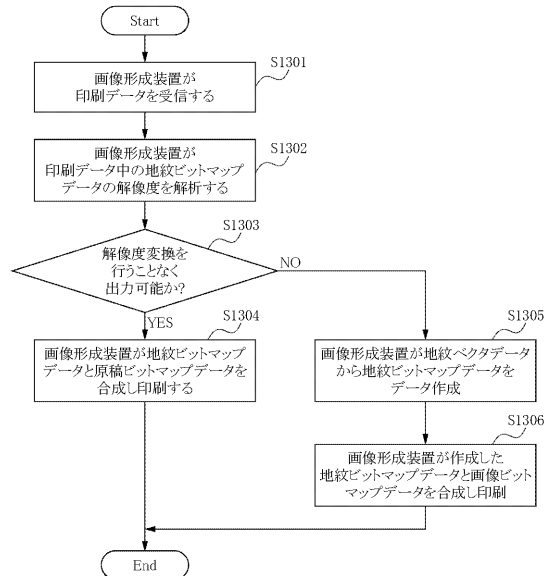 Start
S1301
画像形成装置が
印刷データを受信する
S1302
画像形成装置が
印刷データ中の地紋ビットマップ
データの解像度を解析する
S1303
解像度変換を
行うことなく
出力可能か?
NO
YES
S1304
画像形成装置が地紋ビットマップ
データと原稿ビットマップデータを
合成し印刷する
S1305
画像形成装置が地紋ベクタデータ
から地紋ビットマップデータを
データ作成
S1306
画像形成装置が作成した
地紋ビットマップデータと画像ビット
マップデータを合成し印刷
End